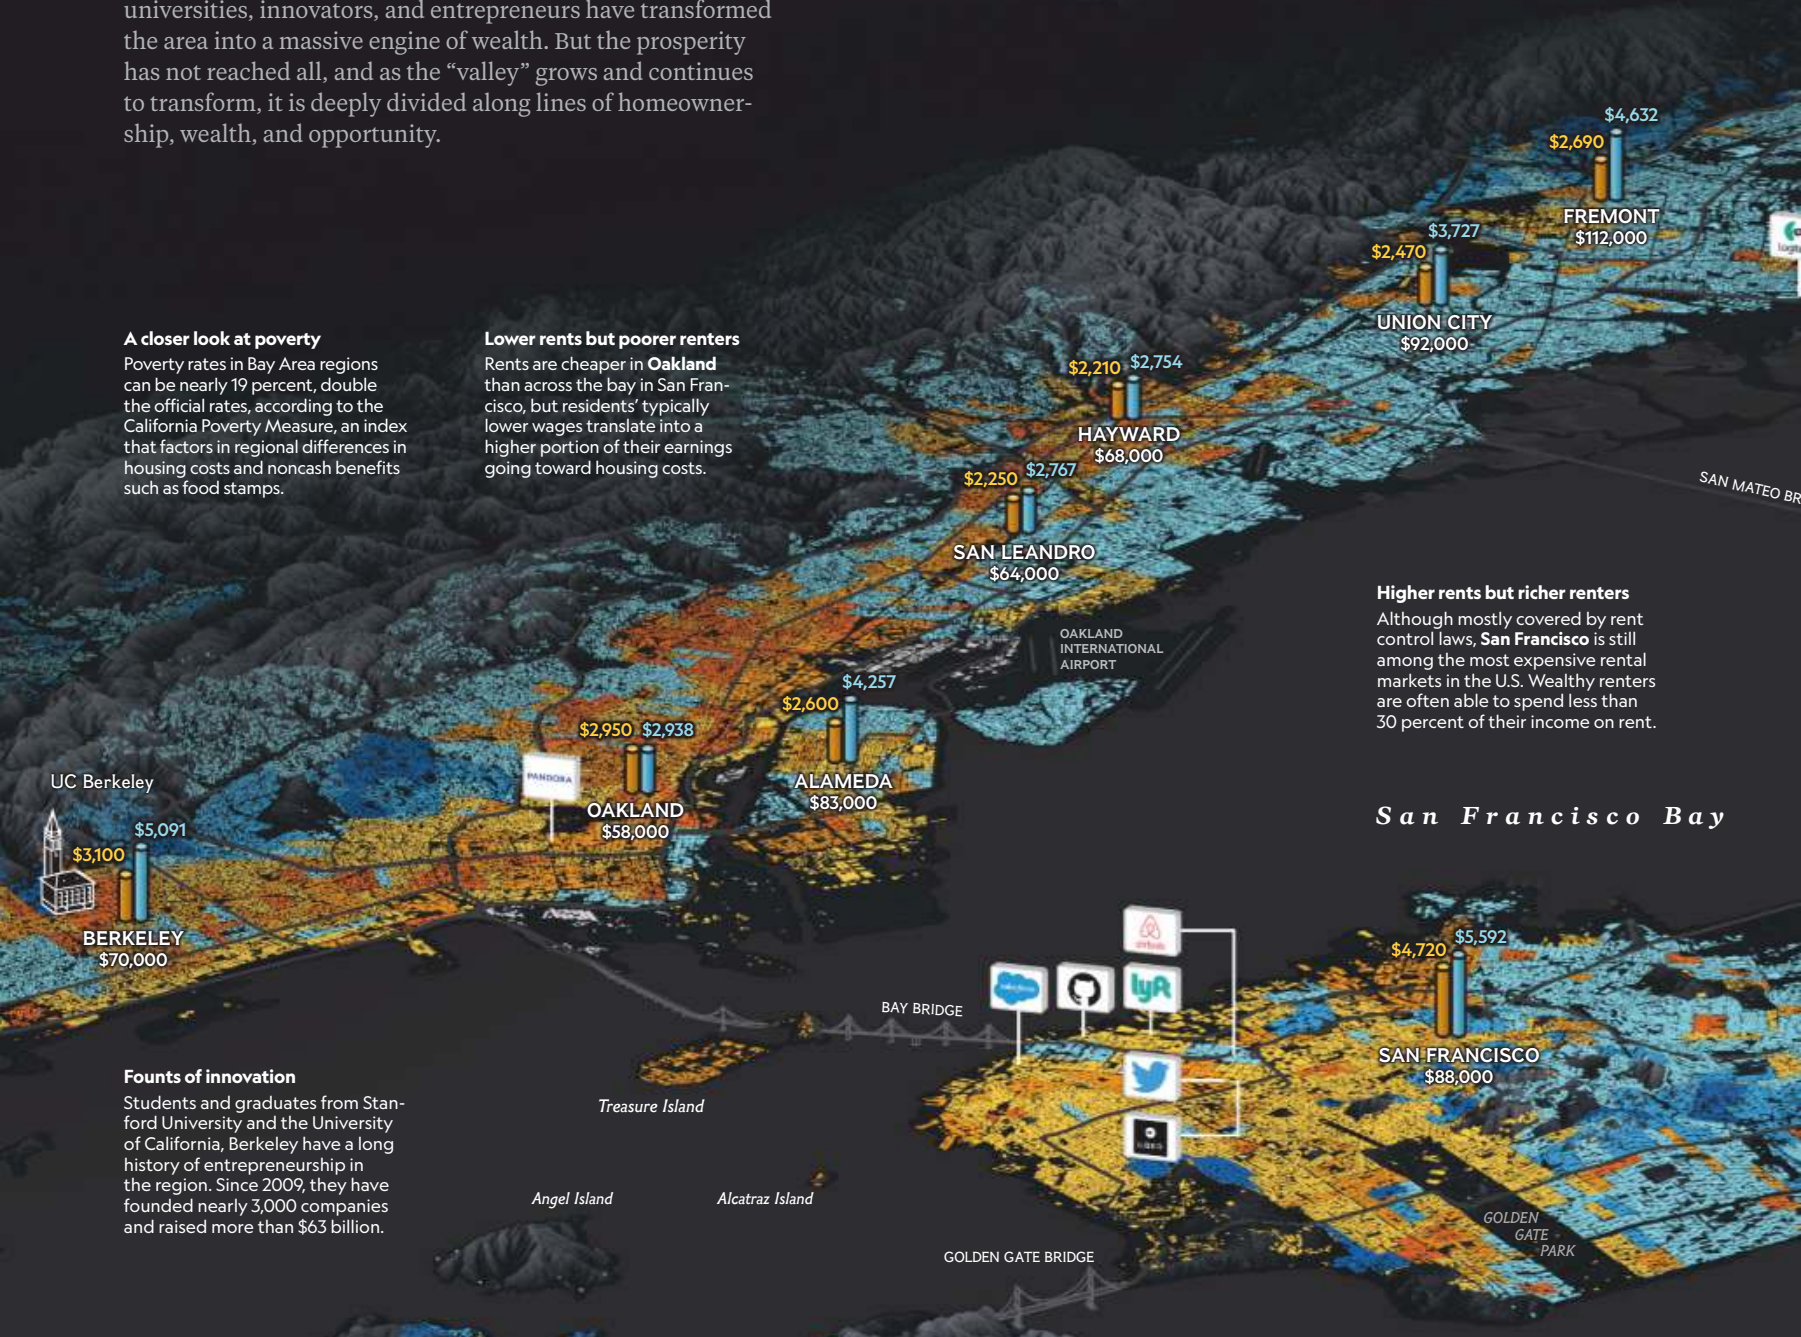 universities, innovators, and entrepreneurs have transformed
the area into a massive engine of wealth. But the prosperity
has not reached all, and as the “valley” grows and continues
to transform, it is deeply divided along lines of homeowner-
ship, wealth, and opportunity.
$4,632
$2,690
FREMONT
$112,000
$3,727
$2,470
UNION CITY
$92,000
A closer look at poverty
Poverty rates in Bay Area regions
can be nearly 19 percent, double
the official rates, according to the
California Poverty Measure, an index
that factors in regional differences in
housing costs and noncash benefits
such as food stamps.
Lower rents but poorer renters
Rents are cheaper in Oakland
than across the bay in San Fran-
cisco, but residents’ typically
lower wages translate into a
higher portion of their earnings
going toward housing costs.
$2,210 $2,754
HAYWARD
$68,000
$2,250 $2,767
SAN LEANDRO
$64,000
SAN MATEO BR
Higher rents but richer renters
Although mostly covered by rent
control laws, San Francisco is still
among the most expensive rental
markets in the U.S. Wealthy renters
are often able to spend less than
30 percent of their income on rent.
OAKLAND
INTERNATIONAL
AIRPORT
$4,257
$2,600
ALAMEDA
$83,000
$2,950 $2,938
PANDORA
OAKLAND
$58,000
UC Berkeley
$5,091
$3,100
BERKELEY
$70,000
San Francisco Bay
airbnb
salesforce
lyft
BAY BRIDGE
$5,592
$4,720
SAN FRANCISCO
$88,000
Founts of innovation
Students and graduates from Stan-
ford University and the University
of California, Berkeley have a long
history of entrepreneurship in
the region. Since 2009, they have
founded nearly 3,000 companies
and raised more than $63 billion.
Treasure Island
Angel Island
Alcatraz Island
GOLDEN GATE BRIDGE
GOLDEN
GATE
PARK